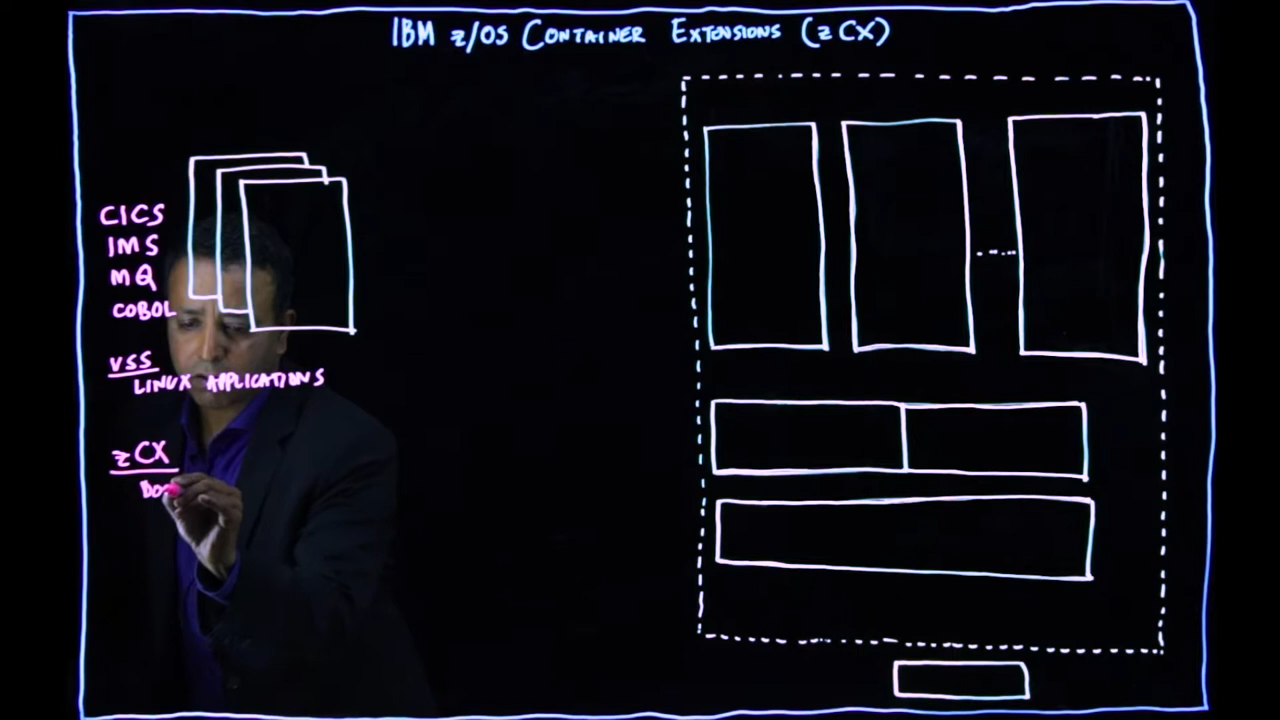 IBM z/OS CONTAINER EXTENSIONS (zCX)
CICS
IMS
MQ
COBOL
VSS
LINUX APPLICATIONS
zCX